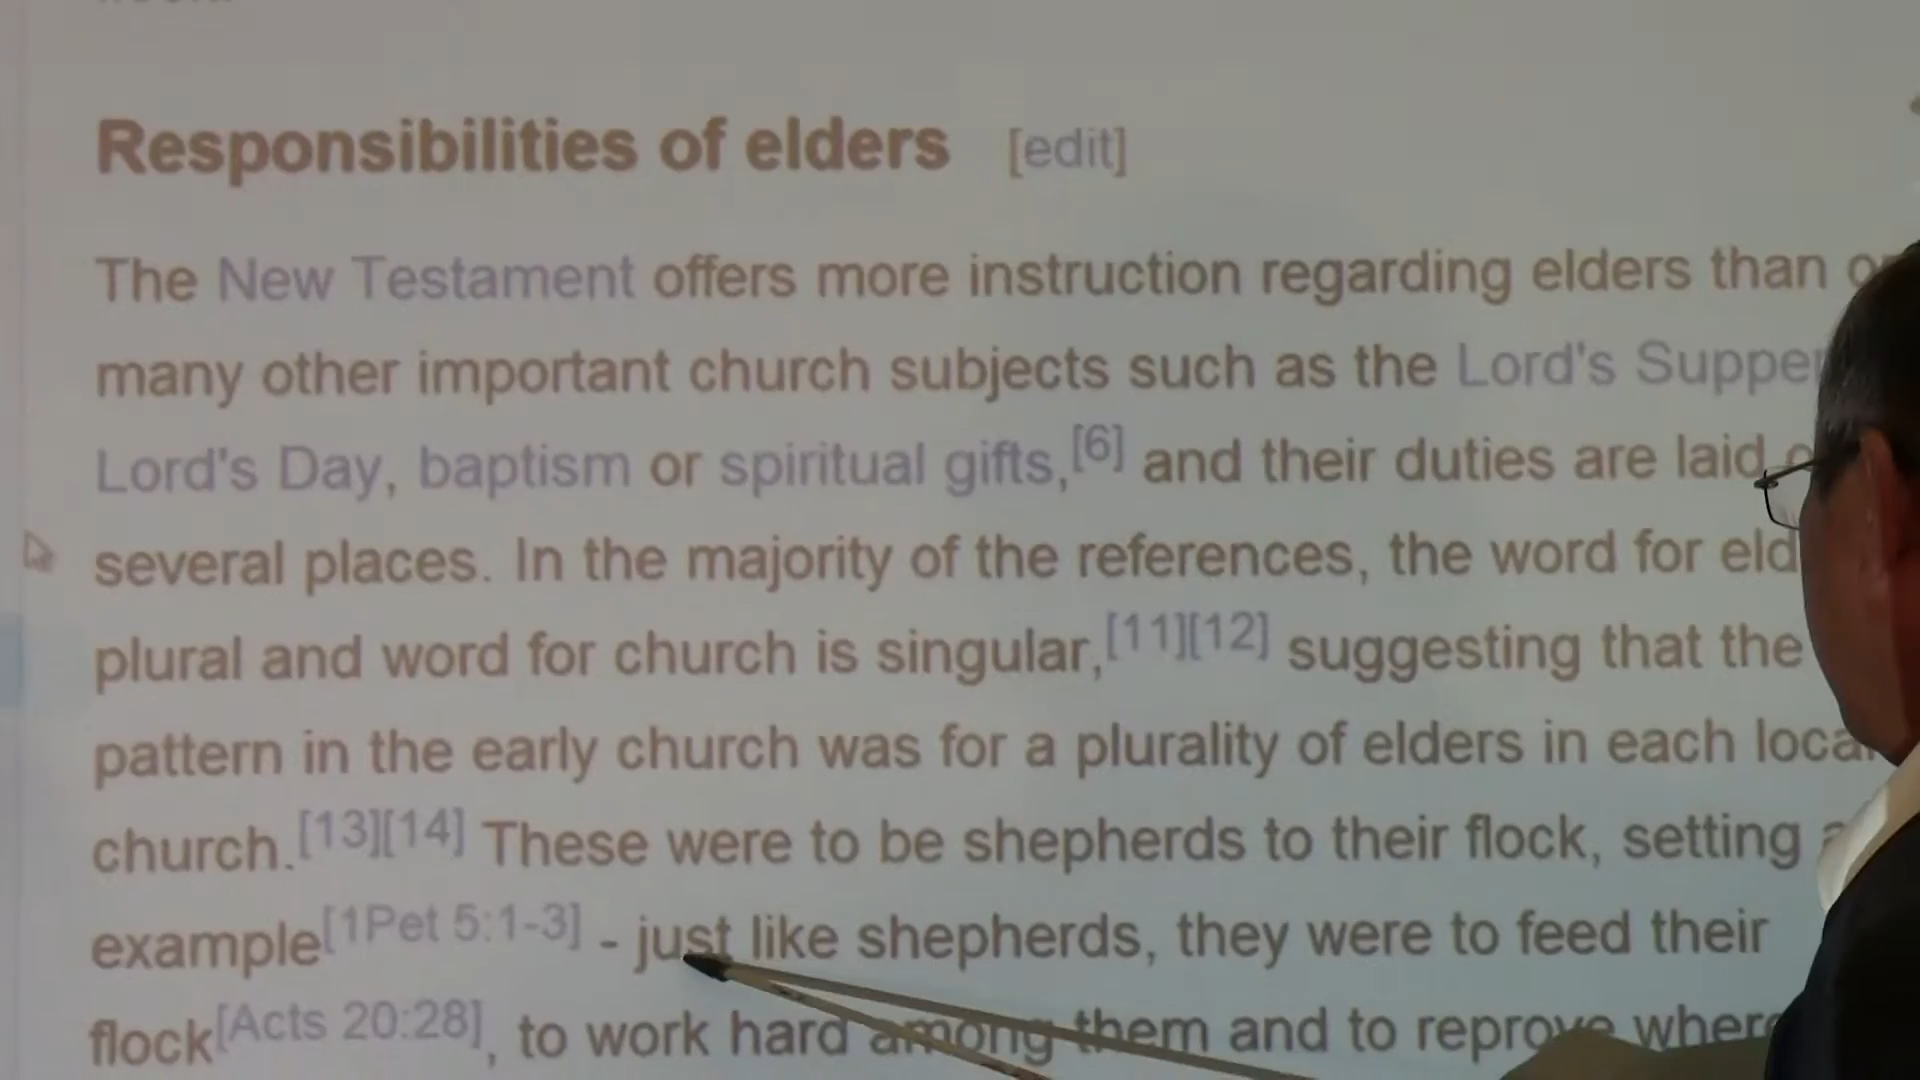 Responsibilities of elders [edit]
The New Testament offers more instruction regarding elders than on
many other important church subjects such as the Lord's Supper
Lord's Day, baptism or spiritual gifts,[6] and their duties are laid
several places. In the majority of the references, the word for eld
plural and word for church is singular,[11][12] suggesting that the
pattern in the early church was for a plurality of elders in each local
church.[13][14] These were to be shepherds to their flock, setting
example[1Pet 5:1-3] - just like shepherds, they were to feed their
flock[Acts 20:28], to work hard among them and to reprove where